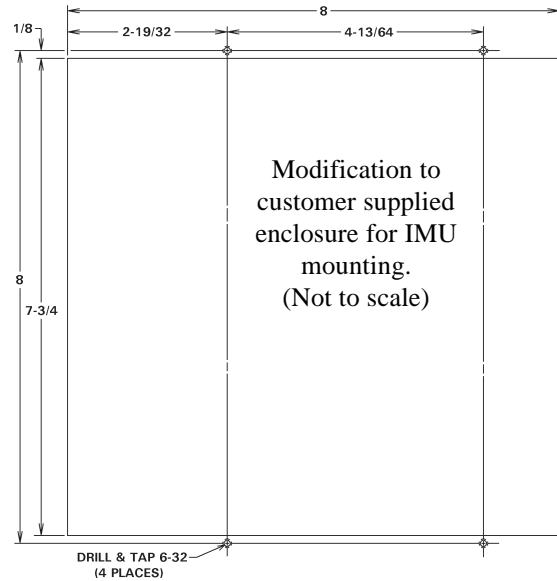 8
1/8
2-19/32
4-13/64
Modification to
customer supplied
enclosure for IMU
mounting.
(Not to scale)
8
7-3/4
DRILL & TAP 6-32
(4 PLACES)